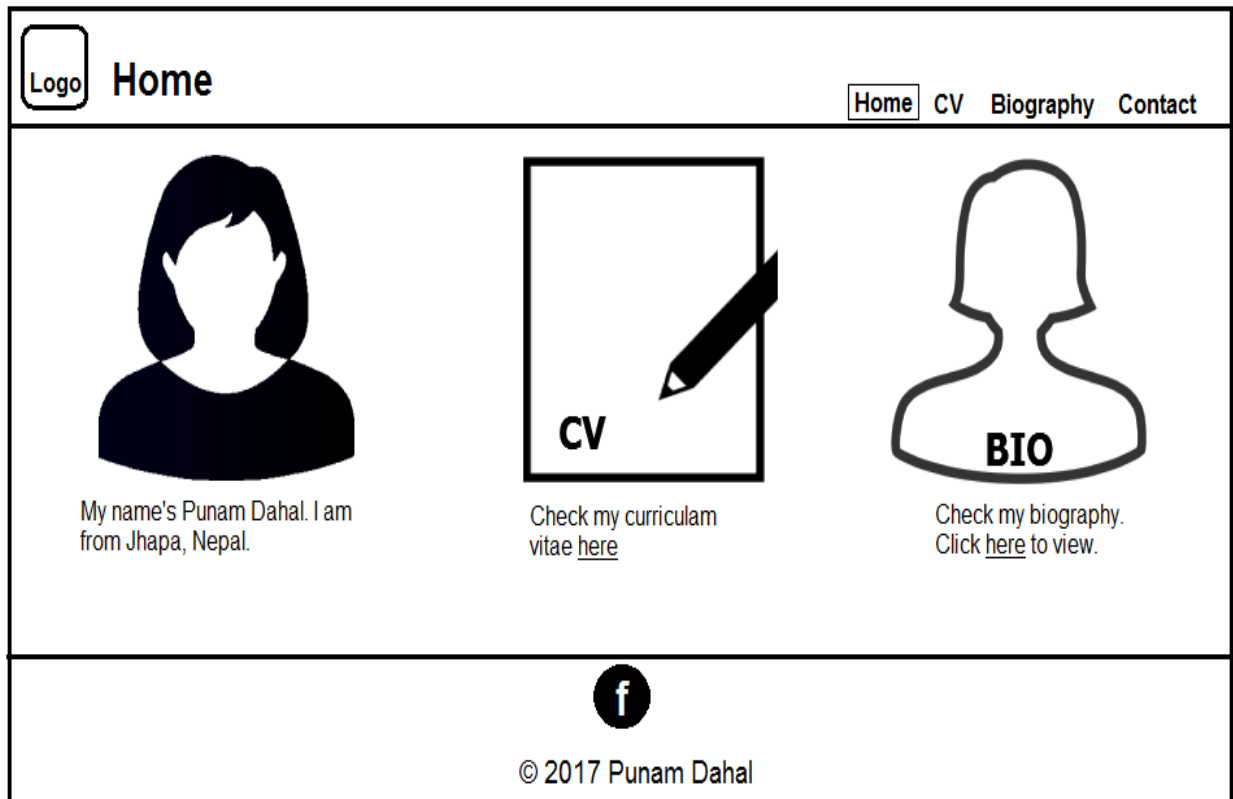 Logo
Home
Home CV Biography Contact
CV
BIO
My name's Punam Dahal. I am
from Jhapa, Nepal.
Check my curriculam
vitae here
Check my biography.
Click here to view.
f
© 2017 Punam Dahal